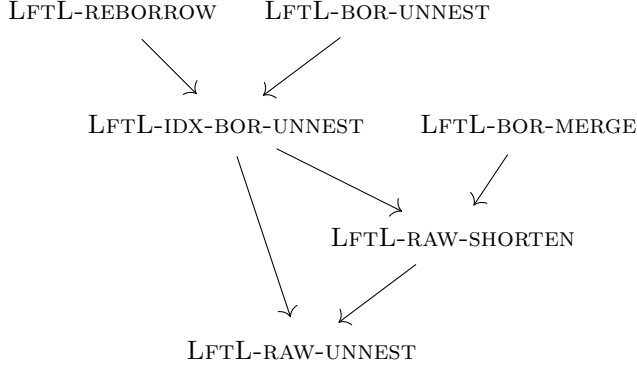 LFTL-REBORROW LFTL-BOR-UNNEST
LFTL-IDX-BOR-UNNEST LFTL-BOR-MERGE
LFTL-RAW-SHORTEN
LFTL-RAW-UNNEST